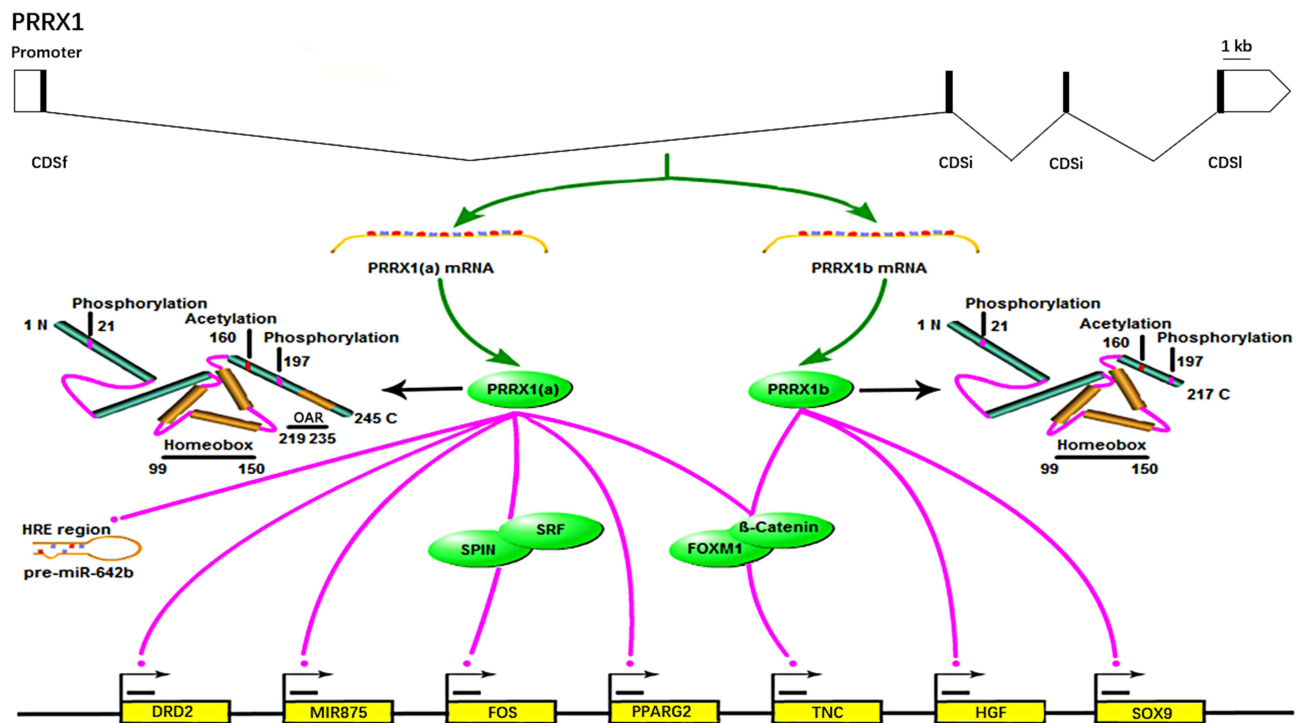 PRRX1
Promoter
1 kb
CDSf
CDSi
CDSi
CDSl
PRRX1(a) mRNA
PRRX1b mRNA
Phosphorylation
1 N
21
Acetylation
160
Phosphorylation
197
245 C
OAR
219 235
Homeobox
99
150
PRRX1(a)
PRRX1b
Phosphorylation
1 N
21
Acetylation
160
Phosphorylation
197
217 C
Homeobox
99
150
HRE region
pre-miR-642b
SPIN
SRF
FOXM1
ß-Catenin
DRD2
MIR875
FOS
PPARG2
TNC
HGF
SOX9